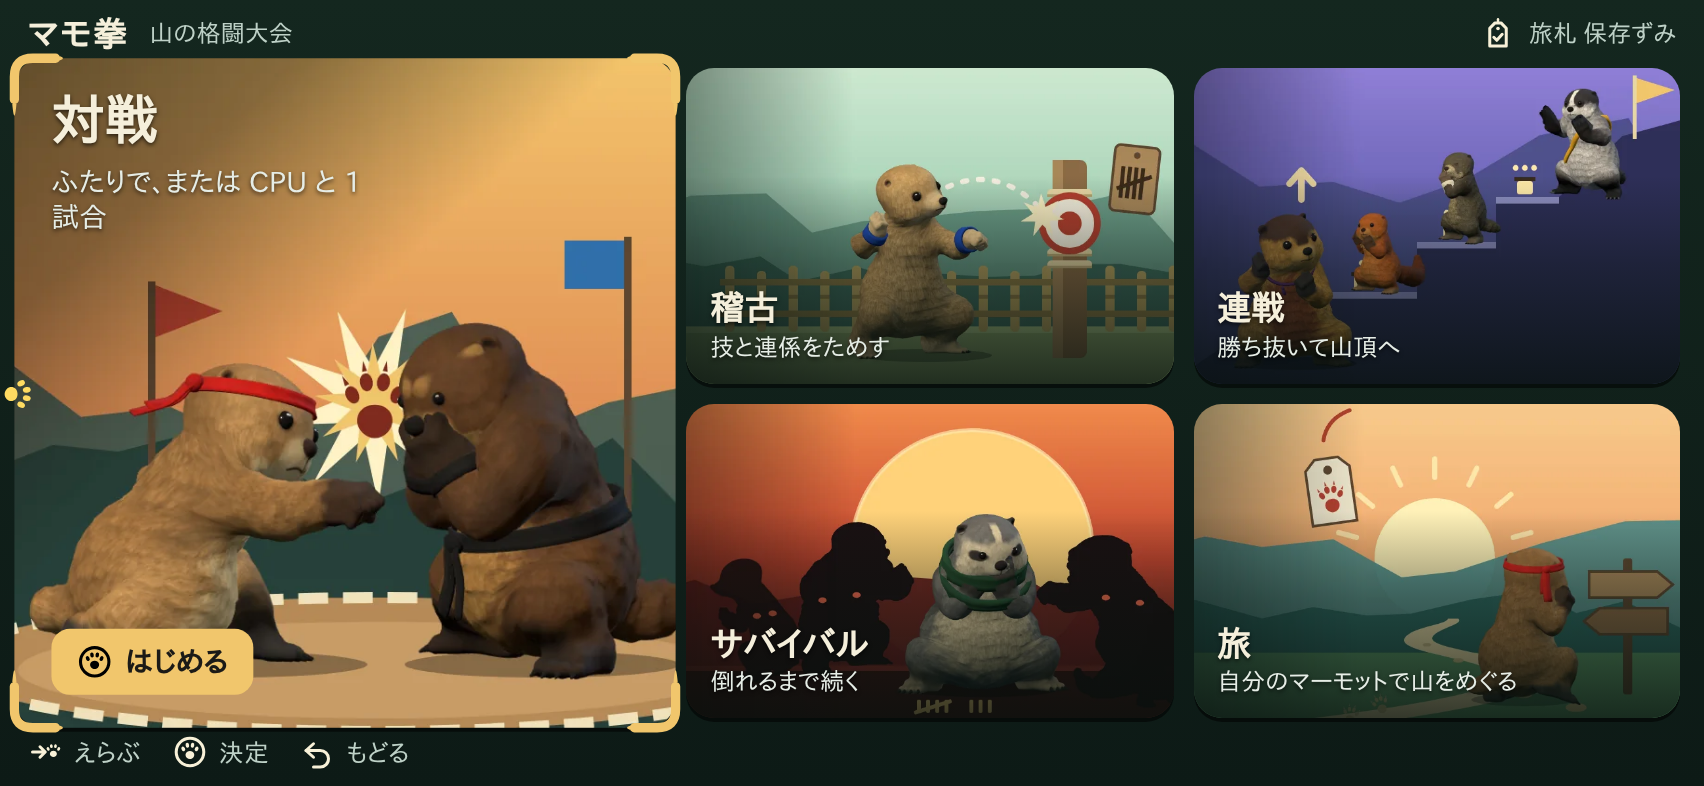 マモ拳 山の格闘大会
旅札 保存ずみ
対戦
ふたりで、または CPU と 1
試合
はじめる
稽古
技と連係をためす
連戦
勝ち抜いて山頂へ
サバイバル
倒れるまで続く
旅
自分のマーモットで山をめぐる
えらぶ 決定 もどる